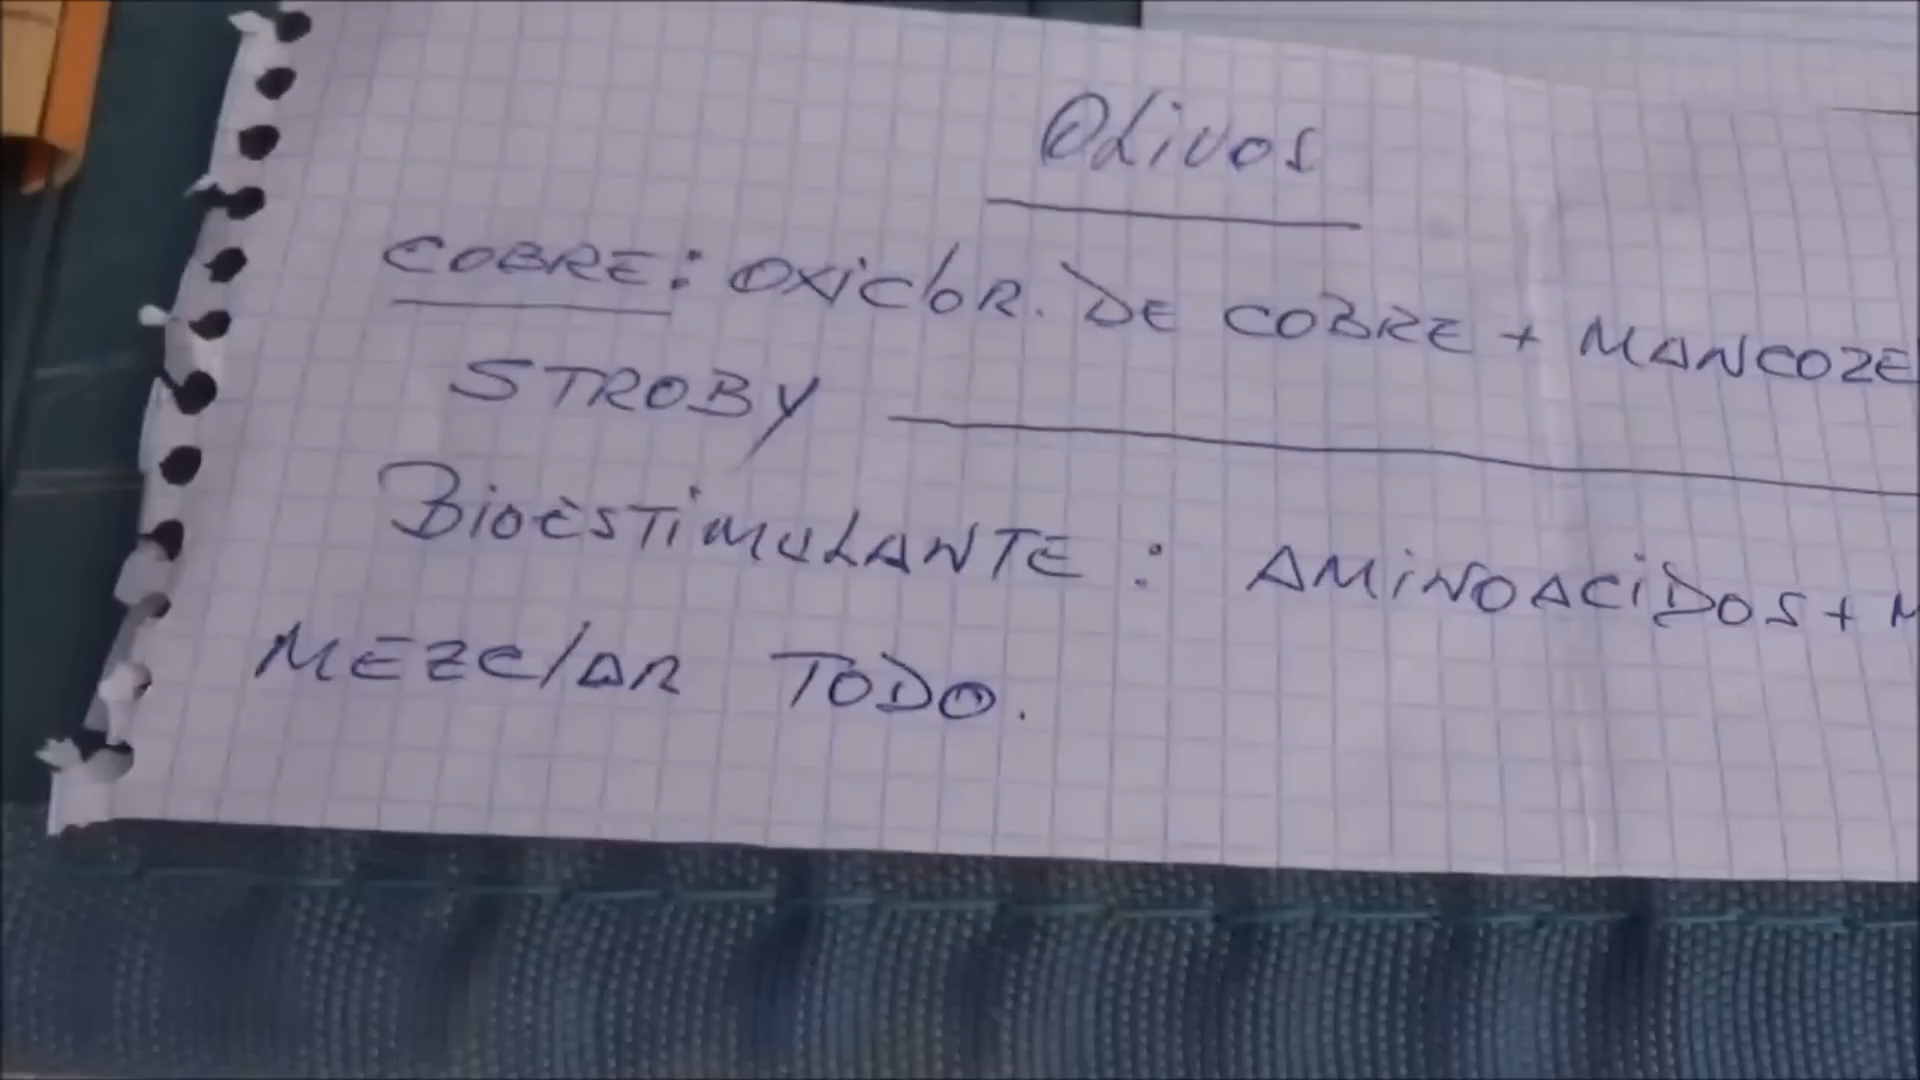 Olivos
COBRE: OXiCloR. DE COBRE + MANCOZE
STROBY
BiOESTiMULANTE : AMiNOACiDOS + M
MEZClAR TODO.